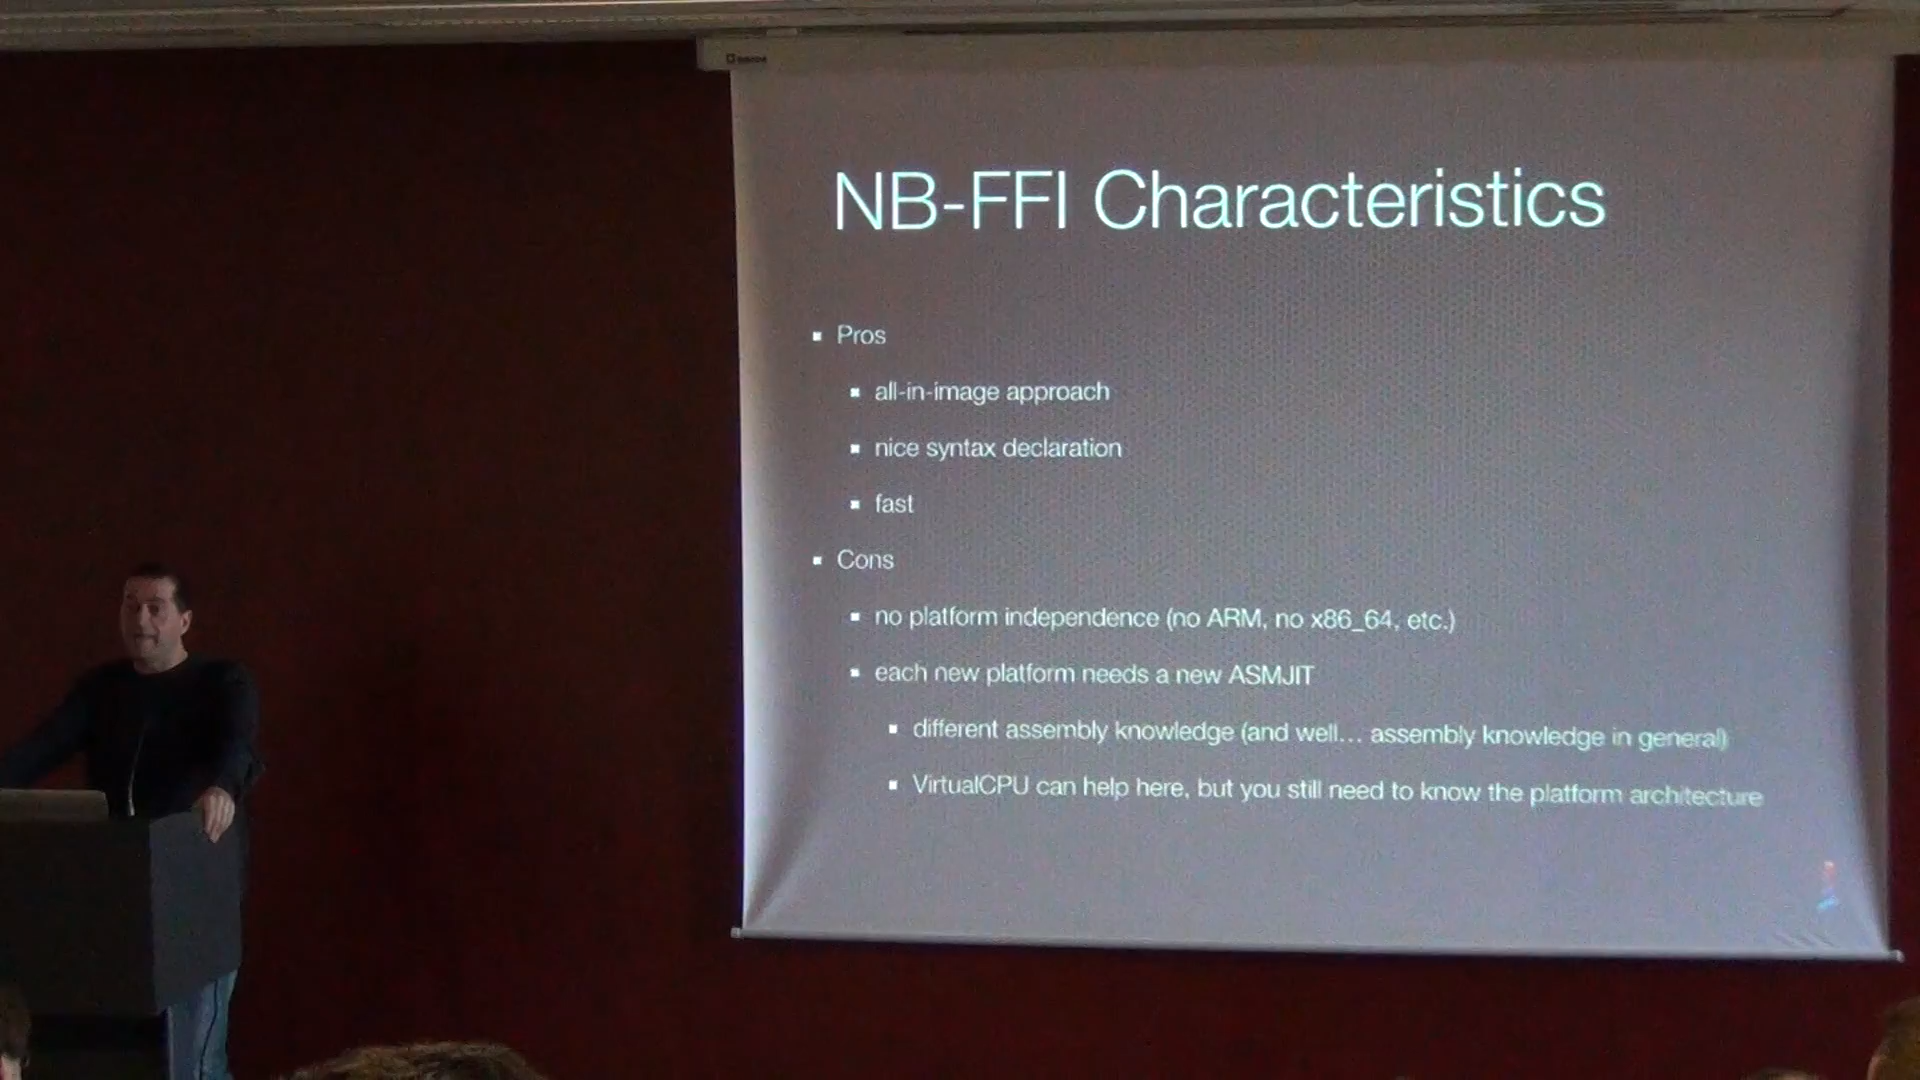 NB-FFI Characteristics
Pros
all-in-image approach
nice syntax declaration
fast
Cons
no platform independence (no ARM, no x86_64, etc.)
each new platform needs a new ASMJIT
different assembly knowledge (and well... assembly knowledge in general)
VirtualCPU can help here, but you still need to know the platform architecture